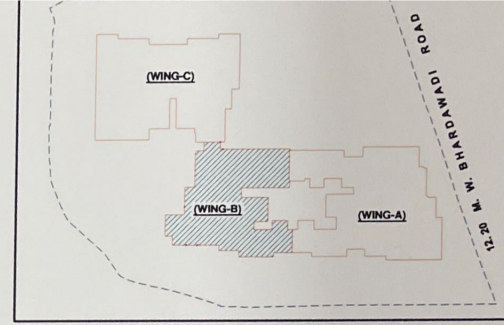 (WING-C)
(WING-B)
(WING-A)
12.20 M. W. BHARDAWADI ROAD